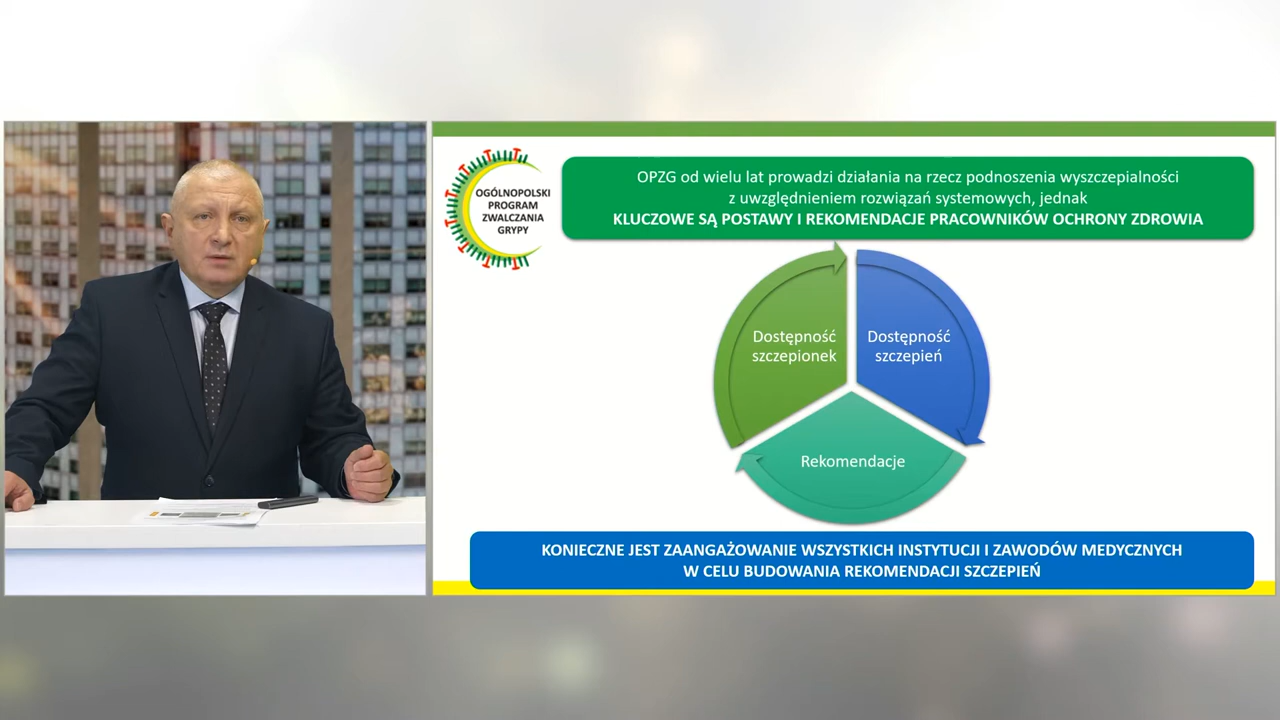 OGÓLNOPOLSKI
PROGRAM
ZWALCZANIA
GRYPY
OPZG od wielu lat prowadzi działania na rzecz podnoszenia wyszczepialności
z uwzględnieniem rozwiązań systemowych, jednak
KLUCZOWE SĄ POSTAWY I REKOMENDACJE PRACOWNIKÓW OCHRONY ZDROWIA
Dostępność
szczepionek
Dostępność
szczepień
Rekomendacje
KONIECZNE JEST ZAANGAŻOWANIE WSZYSTKICH INSTYTUCJI I ZAWODÓW MEDYCZNYCH
W CELU BUDOWANIA REKOMENDACJI SZCZEPIEŃ